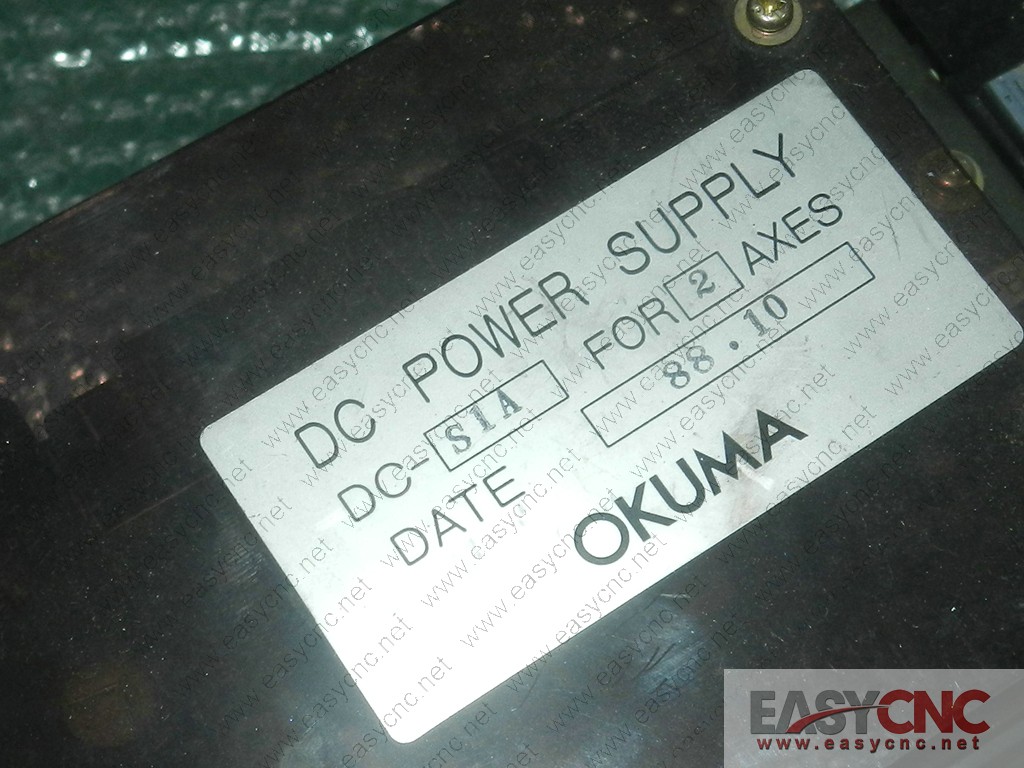 DC POWER SUPPLY
DC-S1A FOR 2 AXES
DATE 88.10
OKUMA
EASYCNC
www.easycnc.net